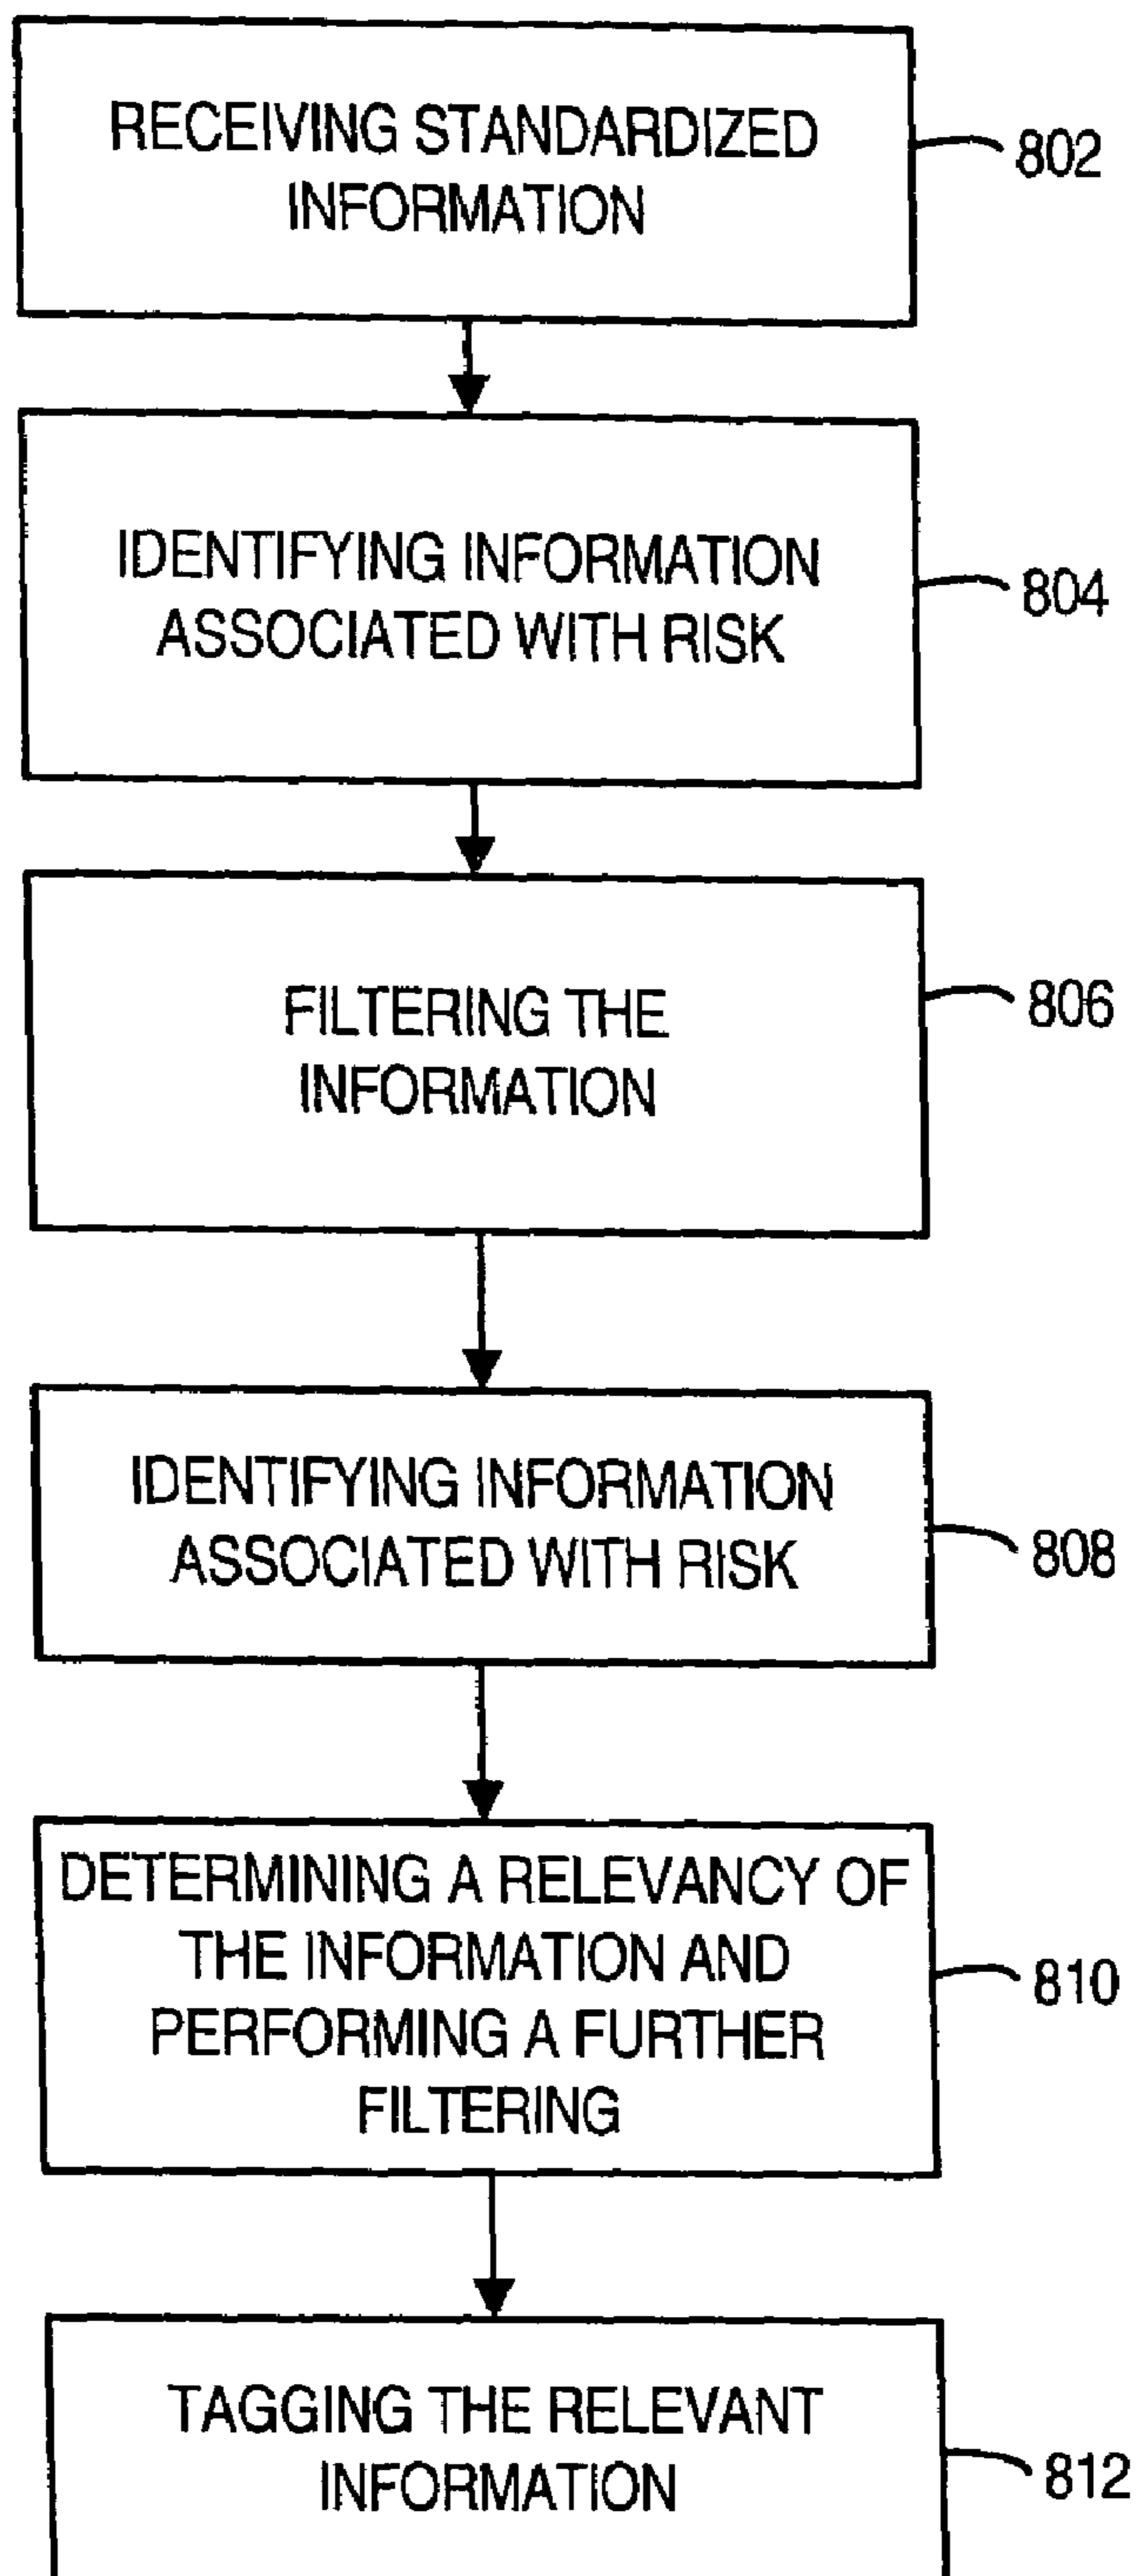 RECEIVING STANDARDIZED
INFORMATION
802
IDENTIFYING INFORMATION
ASSOCIATED WITH RISK
804
FILTERING THE
INFORMATION
806
IDENTIFYING INFORMATION
ASSOCIATED WITH RISK
808
DETERMINING A RELEVANCY OF
THE INFORMATION AND
PERFORMING A FURTHER
FILTERING
810
TAGGING THE RELEVANT
INFORMATION
812